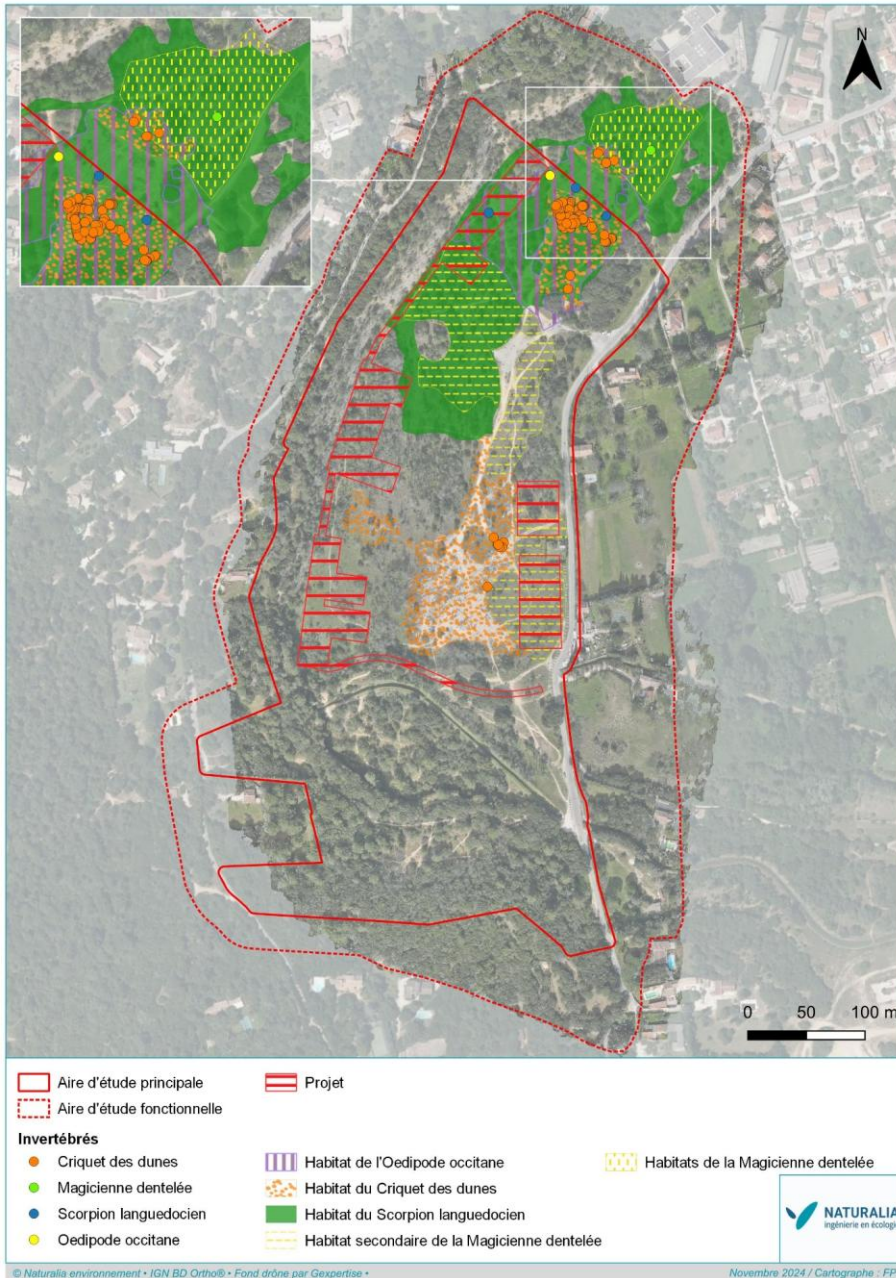 N
0 50 100 m
Aire d'étude principale
Projet
Aire d'étude fonctionnelle
Invertébrés
Criquet des dunes
Habitat de l'Oedipode occitane
Habitats de la Magicienne dentelée
Magicienne dentelée
Habitat du Criquet des dunes
Scorpion languedocien
Habitat du Scorpion languedocien
Oedipode occitane
Habitat secondaire de la Magicienne dentelée
NATURALIA
ingénierie en écologie
© Naturalia environnement • IGN BD Ortho® • Fond drône par Gexpertise •
Novembre 2024 / Cartographe : FP